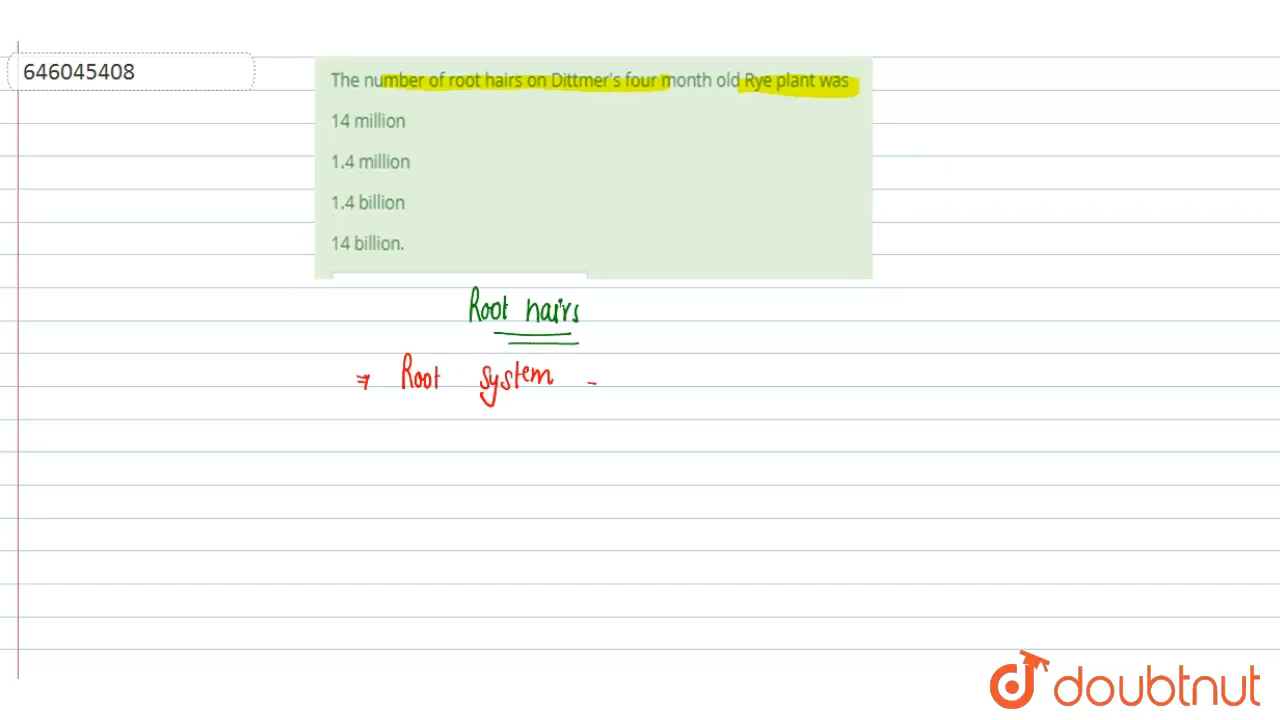 646045408
The number of root hairs on Dittmer's four month old Rye plant was
14 million
1.4 million
1.4 billion
14 billion.
Root hairs
⇒ Root system -
doubtnut